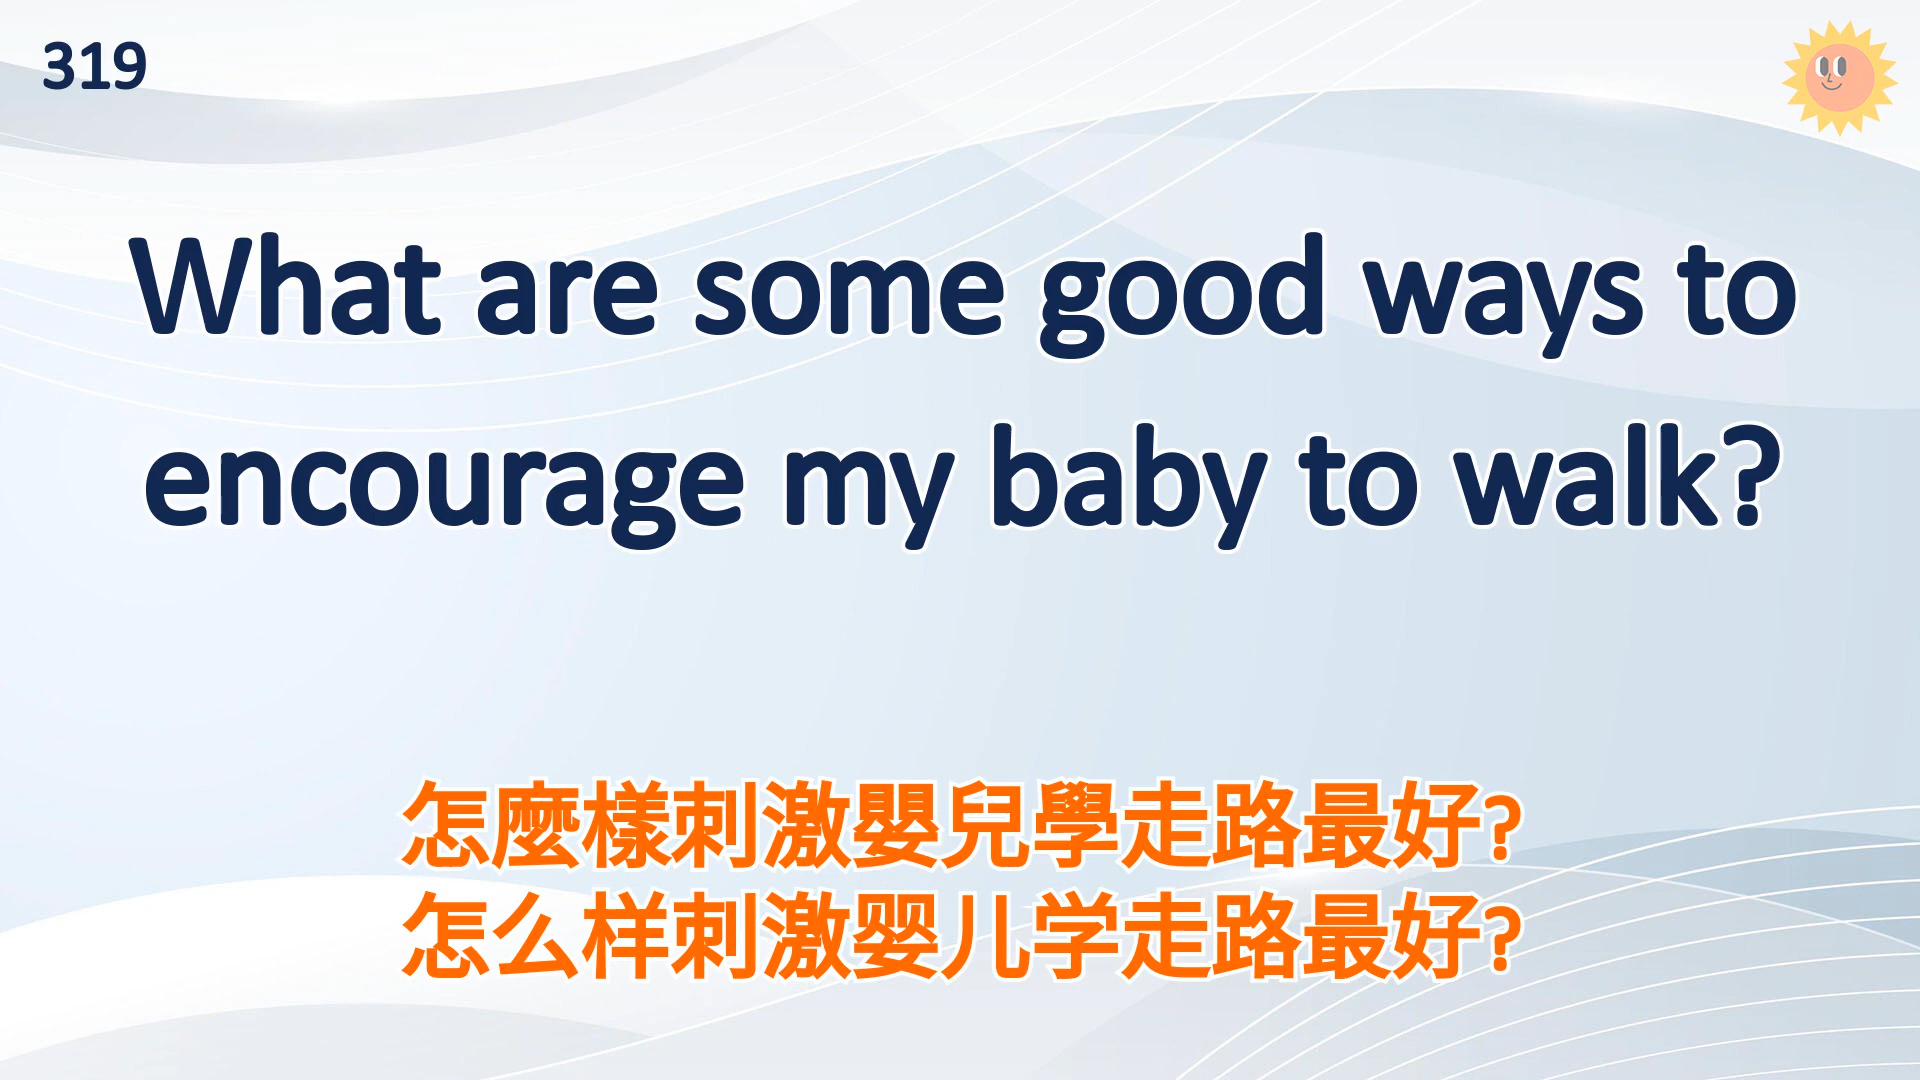 319
What are some good ways to
encourage my baby to walk?
怎麼樣刺激嬰兒學走路最好?
怎么样刺激婴儿学走路最好?